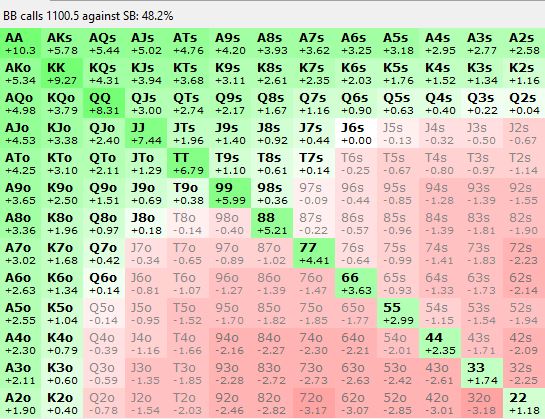 BB calls 1100.5 against SB: 48.2%
AA AKs AQs AJs ATs A9s A8s A7s A6s A5s A4s A3s A2s
+10.3 +5.78 +5.44 +5.02 +4.76 +4.20 +3.93 +3.62 +3.25 +3.18 +2.95 +2.77 +2.58
AKo KK KQs KJs KTs K9s K8s K7s K6s K5s K4s K3s K2s
+5.34 +9.27 +4.31 +3.94 +3.68 +3.11 +2.61 +2.35 +2.03 +1.76 +1.52 +1.34 +1.16
AQo KQo QQ QJs QTs Q9s Q8s Q7s Q6s Q5s Q4s Q3s Q2s
+4.98 +3.79 +8.31 +3.00 +2.74 +2.17 +1.67 +1.16 +0.90 +0.63 +0.40 +0.22 +0.04
AJo KJo QJo JJ JTs J9s J8s J7s J6s J5s J4s J3s J2s
+4.53 +3.38 +2.40 +7.44 +1.96 +1.40 +0.92 +0.44 +0.00 -0.13 -0.32 -0.50 -0.67
ATo KTo QTo JTo TT T9s T8s T7s T6s T5s T4s T3s T2s
+4.25 +3.10 +2.11 +1.29 +6.79 +1.10 +0.61 +0.14 -0.25 -0.67 -0.80 -0.97 -1.14
A9o K9o Q9o J9o T9o 99 98s 97s 96s 95s 94s 93s 92s
+3.65 +2.50 +1.51 +0.69 +0.38 +5.99 +0.36 -0.09 -0.44 -0.85 -1.28 -1.39 -1.55
A8o K8o Q8o J8o T8o 98o 88 87s 86s 85s 84s 83s 82s
+3.36 +1.96 +0.97 +0.18 -0.14 -0.40 +5.21 -0.22 -0.57 -0.96 -1.39 -1.81 -1.90
A7o K7o Q7o J7o T7o 97o 87o 77 76s 75s 74s 73s 72s
+3.02 +1.68 +0.42 -0.34 -0.65 -0.89 -1.02 +4.41 -0.64 -0.99 -1.41 -1.83 -2.23
A6o K6o Q6o J6o T6o 96o 86o 76o 66 65s 64s 63s 62s
+2.63 +1.34 +0.14 -0.81 -1.07 -1.27 -1.39 -1.47 +3.63 -0.93 -1.33 -1.73 -2.14
A5o K5o Q5o J5o T5o 95o 85o 75o 65o 55 54s 53s 52s
+2.55 +1.04 -0.14 -0.95 -1.52 -1.70 -1.82 -1.85 -1.77 +2.99 -1.15 -1.54 -1.94
A4o K4o Q4o J4o T4o 94o 84o 74o 64o 54o 44 43s 42s
+2.30 +0.79 -0.39 -1.16 -1.66 -2.16 -2.27 -2.30 -2.21 -2.01 +2.35 -1.71 -2.09
A3o K3o Q3o J3o T3o 93o 83o 73o 63o 53o 43o 33 32s
+2.11 +0.60 -0.59 -1.35 -1.85 -2.28 -2.72 -2.73 -2.63 -2.42 -2.61 +1.74 -2.25
A2o K2o Q2o J2o T2o 92o 82o 72o 62o 52o 42o 32o 22
+1.90 +0.40 -0.78 -1.54 -2.03 -2.46 -2.82 -3.17 -3.07 -2.85 -3.01 -3.18 +1.18